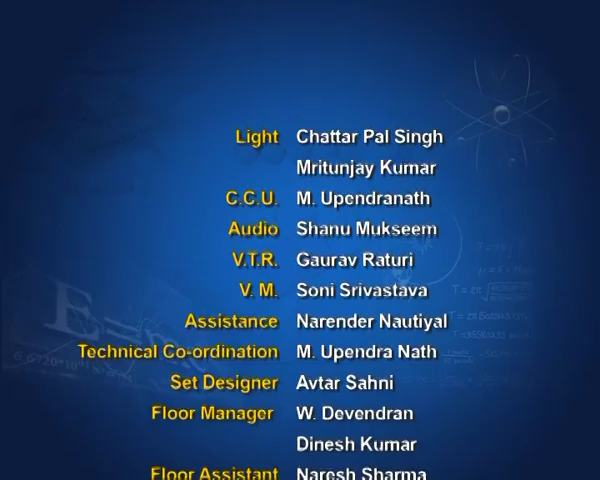 Light Chattar Pal Singh
Mritunjay Kumar
C.C.U. M. Upendranath
Audio Shanu Mukseem
V.T.R. Gaurav Raturi
V. M. Soni Srivastava
Assistance Narender Nautiyal
Technical Co-ordination M. Upendra Nath
Set Designer Avtar Sahni
Floor Manager W. Devendran
Dinesh Kumar
Floor Assistant Naresh Sharma